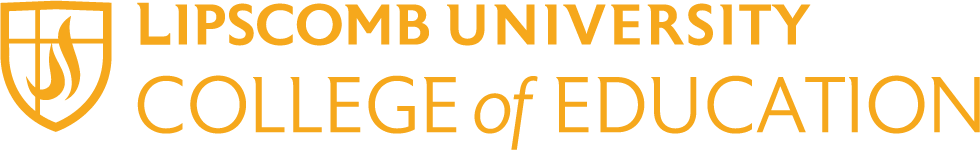 LIPSCOMB UNIVERSITY
COLLEGE of EDUCATION